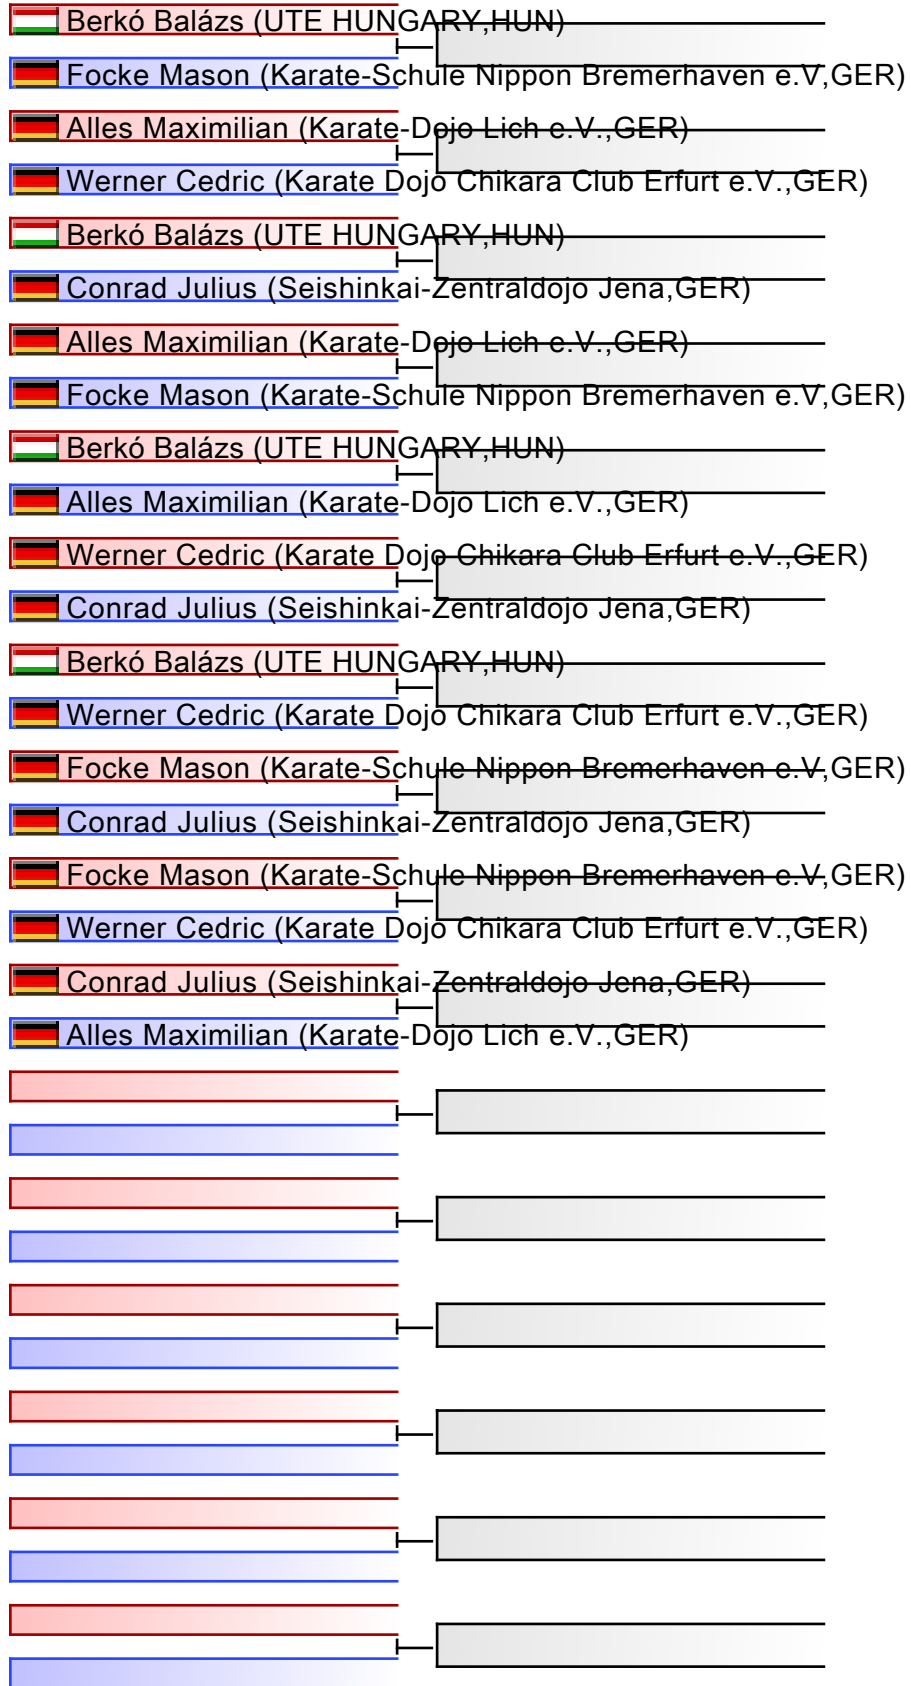 Berkó Balázs (UTE HUNGARY,HUN)
Focke Mason (Karate-Schule Nippon Bremerhaven e.V,GER)
Alles Maximilian (Karate-Dojo Lich e.V.,GER)
Werner Cedric (Karate Dojo Chikara Club Erfurt e.V.,GER)
Berkó Balázs (UTE HUNGARY,HUN)
Conrad Julius (Seishinkai-Zentraldojo Jena,GER)
Alles Maximilian (Karate-Dojo Lich e.V.,GER)
Focke Mason (Karate-Schule Nippon Bremerhaven e.V,GER)
Berkó Balázs (UTE HUNGARY,HUN)
Alles Maximilian (Karate-Dojo Lich e.V.,GER)
Werner Cedric (Karate Dojo Chikara Club Erfurt e.V.,GER)
Conrad Julius (Seishinkai-Zentraldojo Jena,GER)
Berkó Balázs (UTE HUNGARY,HUN)
Werner Cedric (Karate Dojo Chikara Club Erfurt e.V.,GER)
Focke Mason (Karate-Schule Nippon Bremerhaven e.V,GER)
Conrad Julius (Seishinkai-Zentraldojo Jena,GER)
Focke Mason (Karate-Schule Nippon Bremerhaven e.V,GER)
Werner Cedric (Karate Dojo Chikara Club Erfurt e.V.,GER)
Conrad Julius (Seishinkai-Zentraldojo Jena,GER)
Alles Maximilian (Karate-Dojo Lich e.V.,GER)